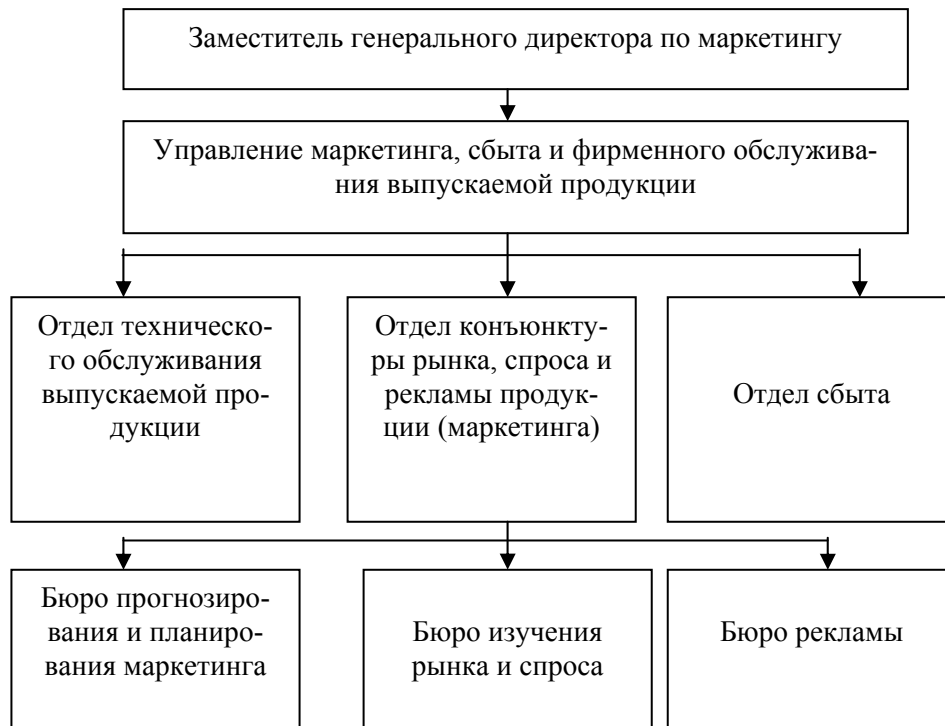 Заместитель генерального директора по маркетингу
Управление маркетинга, сбыта и фирменного обслужива-
ния выпускаемой продукции
Отдел техническо-
го обслуживания
выпускаемой про-
дукции
Отдел конъюнкту-
ры рынка, спроса и
рекламы продук-
ции (маркетинга)
Отдел сбыта
Бюро прогнозиро-
вания и планиро-
вания маркетинга
Бюро изучения
рынка и спроса
Бюро рекламы